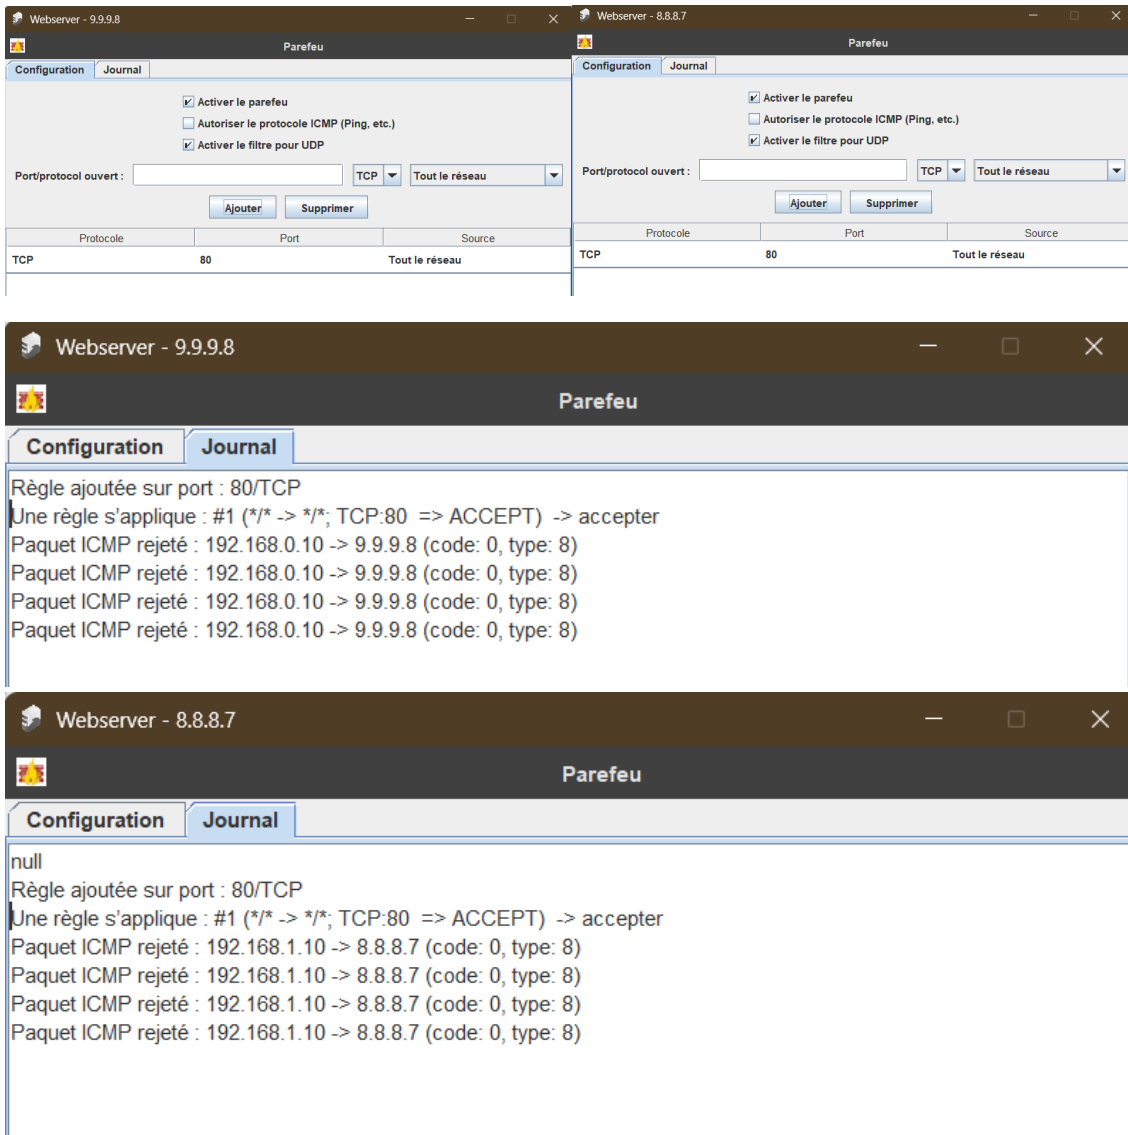 Webserver - 9.9.9.8
Parefeu
Configuration Journal
Activer le parefeu
Autoriser le protocole ICMP (Ping, etc.)
Activer le filtre pour UDP
Port/protocol ouvert : TCP Tout le réseau
Ajouter Supprimer
Protocole Port Source
TCP 80 Tout le réseau
Webserver - 8.8.8.7
Parefeu
Configuration Journal
Activer le parefeu
Autoriser le protocole ICMP (Ping, etc.)
Activer le filtre pour UDP
Port/protocol ouvert : TCP Tout le réseau
Ajouter Supprimer
Protocole Port Source
TCP 80 Tout le réseau
Webserver - 9.9.9.8
Parefeu
Configuration Journal
Règle ajoutée sur port : 80/TCP
Une règle s'applique : #1 (*/* -> */*; TCP:80 => ACCEPT) -> accepter
Paquet ICMP rejeté : 192.168.0.10 -> 9.9.9.8 (code: 0, type: 8)
Paquet ICMP rejeté : 192.168.0.10 -> 9.9.9.8 (code: 0, type: 8)
Paquet ICMP rejeté : 192.168.0.10 -> 9.9.9.8 (code: 0, type: 8)
Paquet ICMP rejeté : 192.168.0.10 -> 9.9.9.8 (code: 0, type: 8)
Webserver - 8.8.8.7
Parefeu
Configuration Journal
null
Règle ajoutée sur port : 80/TCP
Une règle s'applique : #1 (*/* -> */*; TCP:80 => ACCEPT) -> accepter
Paquet ICMP rejeté : 192.168.1.10 -> 8.8.8.7 (code: 0, type: 8)
Paquet ICMP rejeté : 192.168.1.10 -> 8.8.8.7 (code: 0, type: 8)
Paquet ICMP rejeté : 192.168.1.10 -> 8.8.8.7 (code: 0, type: 8)
Paquet ICMP rejeté : 192.168.1.10 -> 8.8.8.7 (code: 0, type: 8)